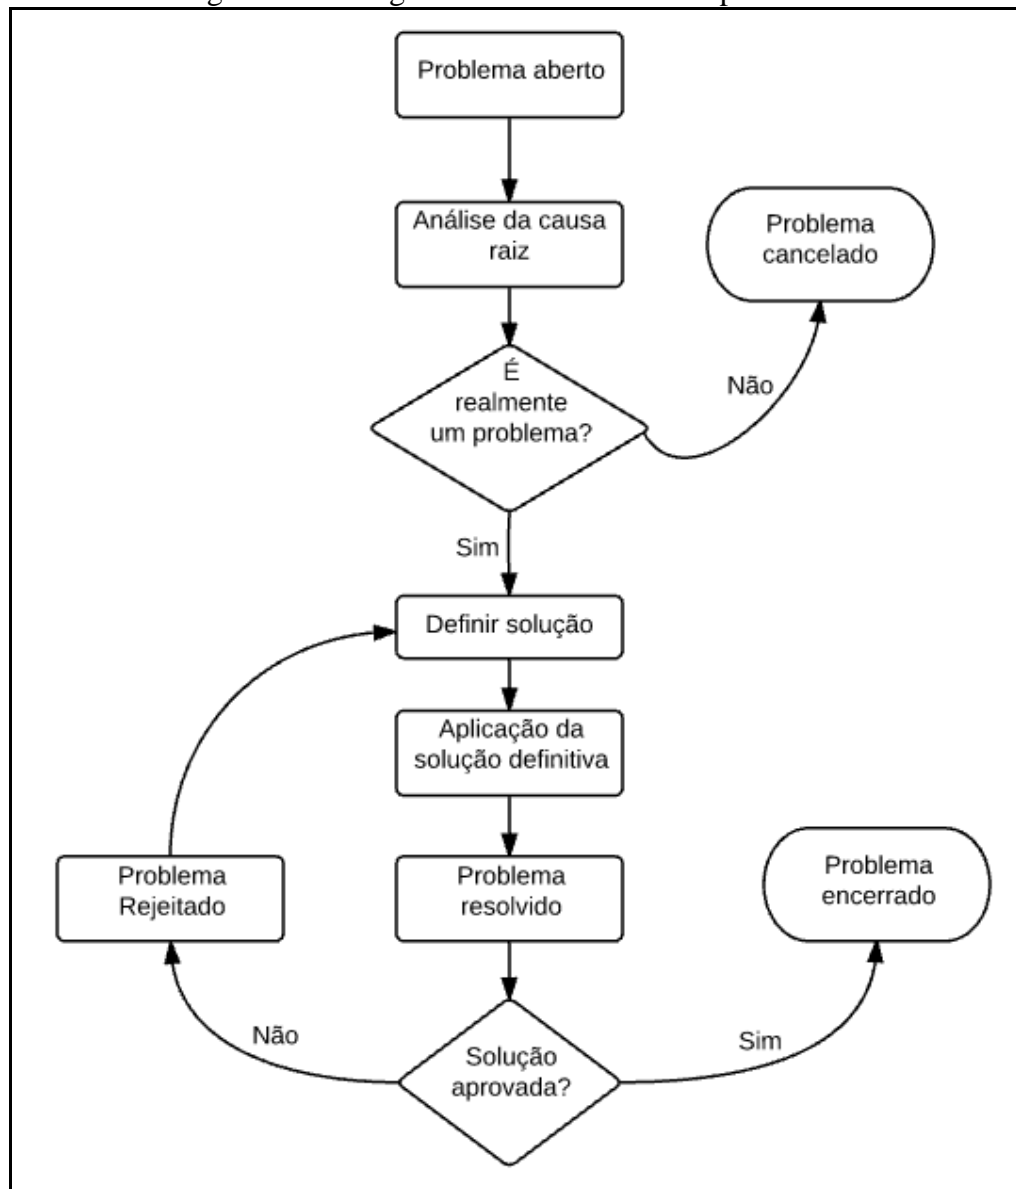 Problema aberto
Análise da causa
raiz
Problema
cancelado
É
realmente
um problema?
Não
Sim
Definir solução
Aplicação da
solução definitiva
Problema
Rejeitado
Problema
resolvido
Problema
encerrado
Não
Solução
aprovada?
Sim